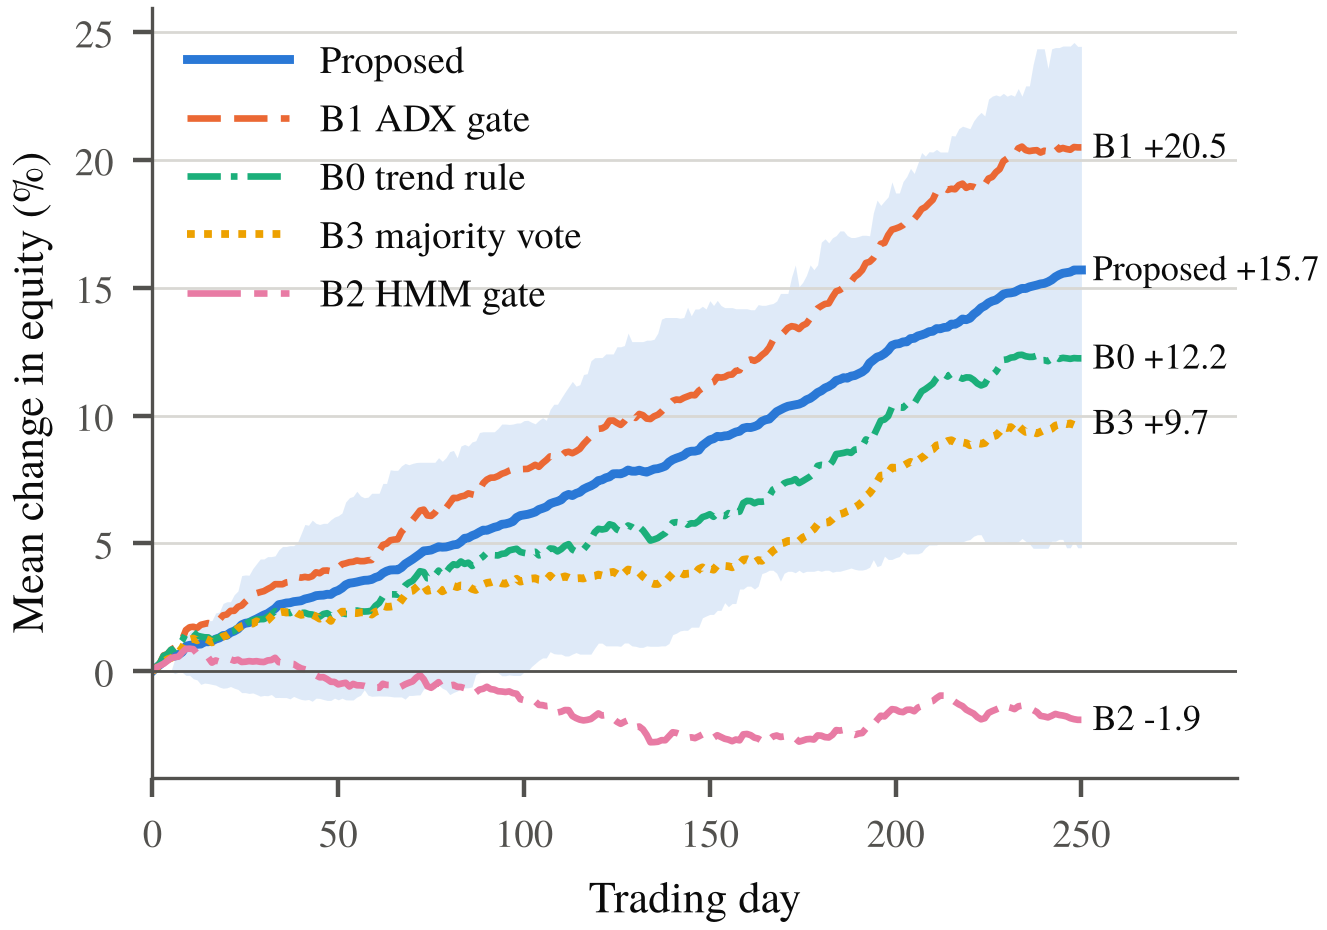 25
20
15
10
5
0
Mean change in equity (%)
Proposed
B1 ADX gate
B0 trend rule
B3 majority vote
B2 HMM gate
B1 +20.5
Proposed +15.7
B0 +12.2
B3 +9.7
B2 -1.9
0 50 100 150 200 250
Trading day